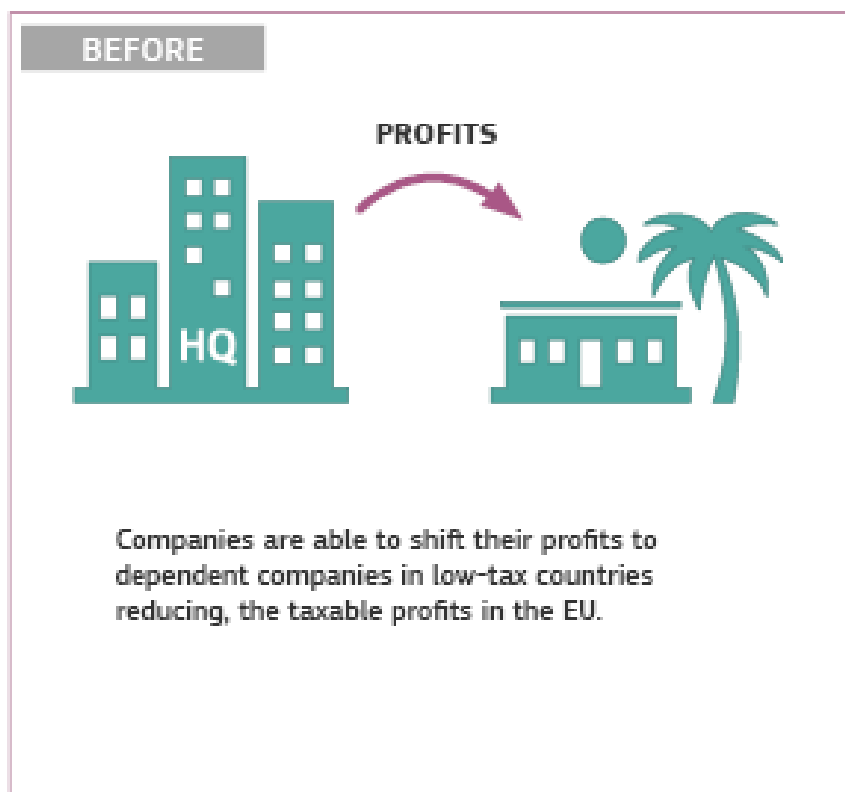 BEFORE
PROFITS
HQ
Companies are able to shift their profits to
dependent companies in low-tax countries
reducing, the taxable profits in the EU.